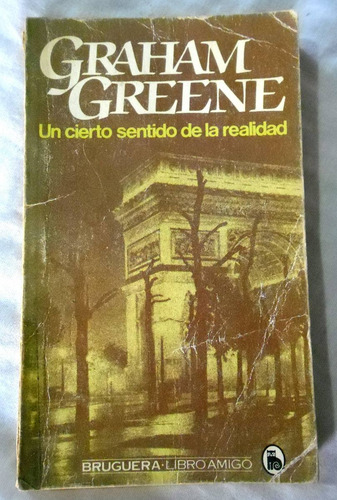 GRAHAM
GREENE
Un cierto sentido de la realidad
BRUGUERA·LIBRO AMIGO